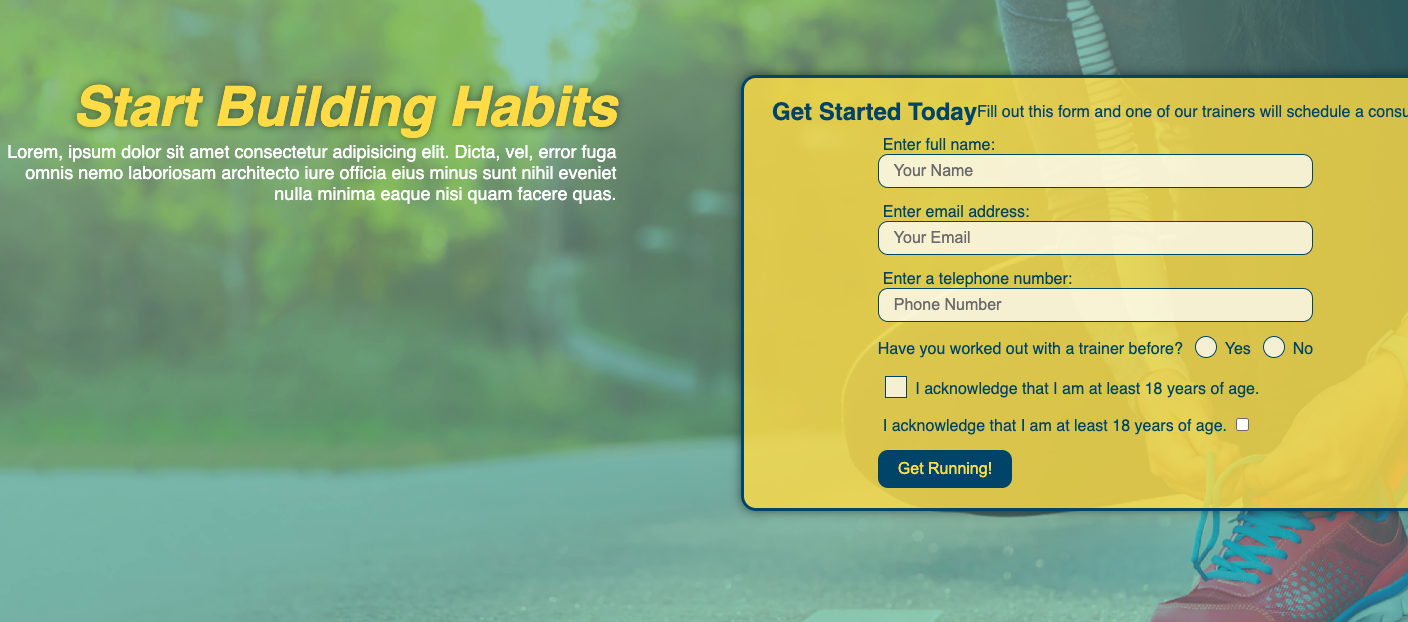 Start Building Habits
Lorem, ipsum dolor sit amet consectetur adipisicing elit. Dicta, vel, error fuga
omnis nemo laboriosam architecto iure officia eius minus sunt nihil eveniet
nulla minima eaque nisi quam facere quas.
Get Started Today Fill out this form and one of our trainers will schedule a
Enter full name:
Your Name
Enter email address:
Your Email
Enter a telephone number:
Phone Number
Have you worked out with a trainer before? Yes No
I acknowledge that I am at least 18 years of age.
I acknowledge that I am at least 18 years of age.
Get Running!